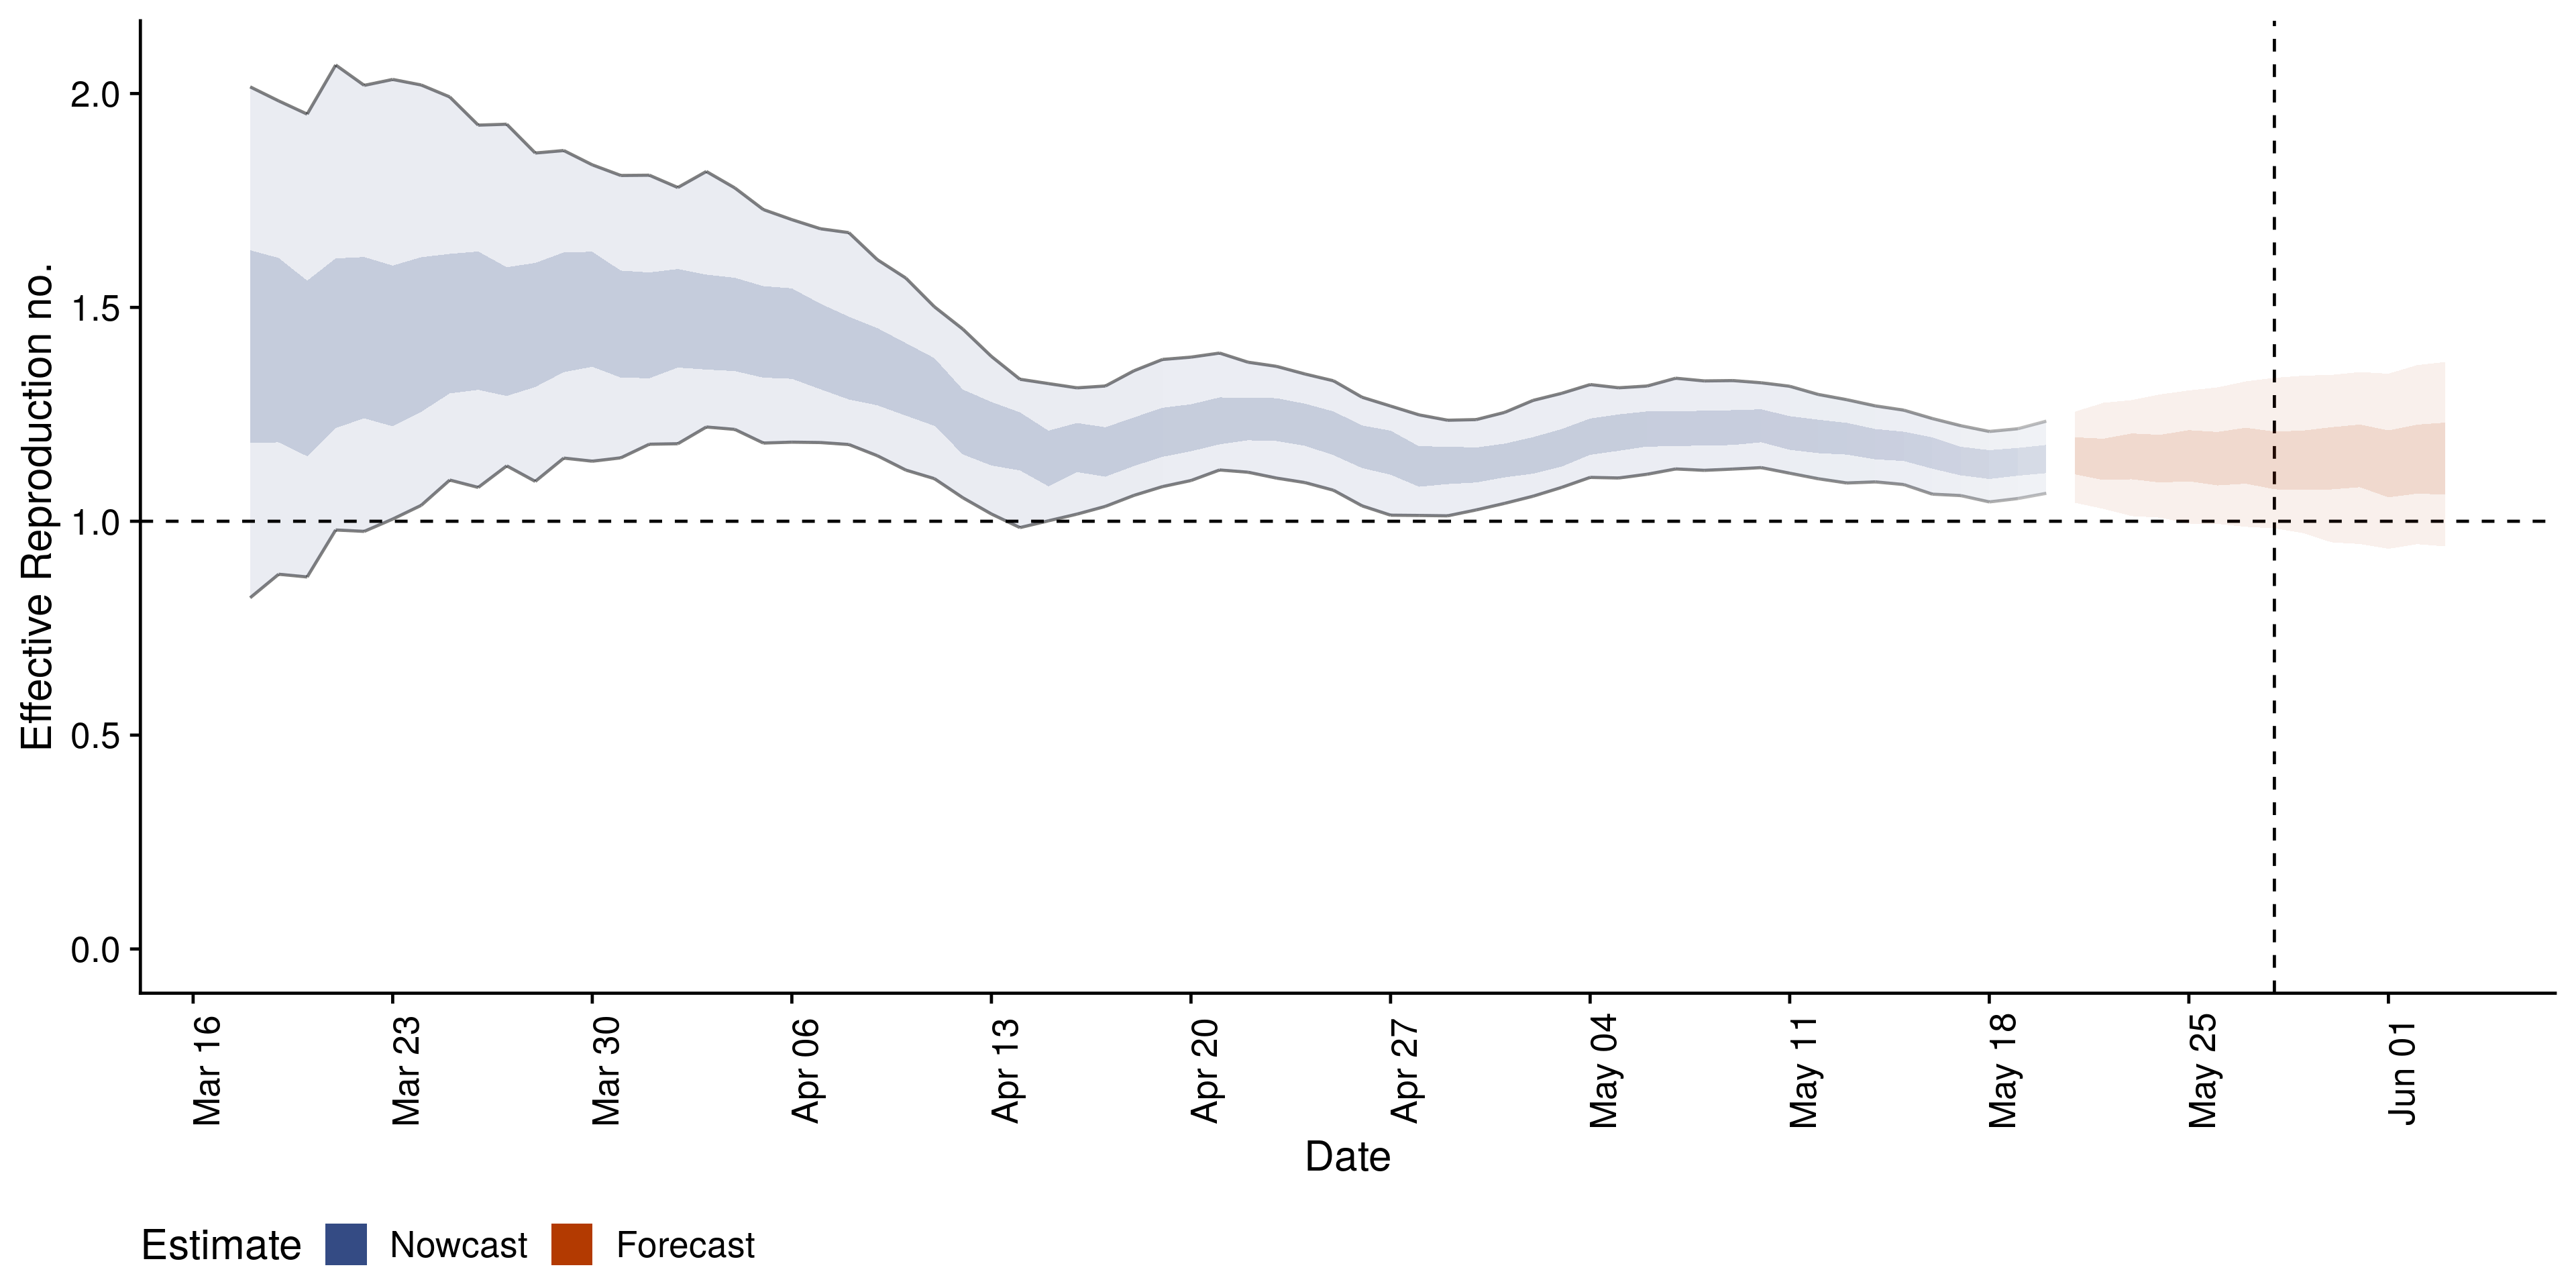 Effective Reproduction no.
2.0
1.5
1.0
0.5
0.0
Mar 16
Mar 23
Mar 30
Apr 06
Apr 13
Apr 20
Apr 27
May 04
May 11
May 18
May 25
Jun 01
Date
Estimate Nowcast Forecast